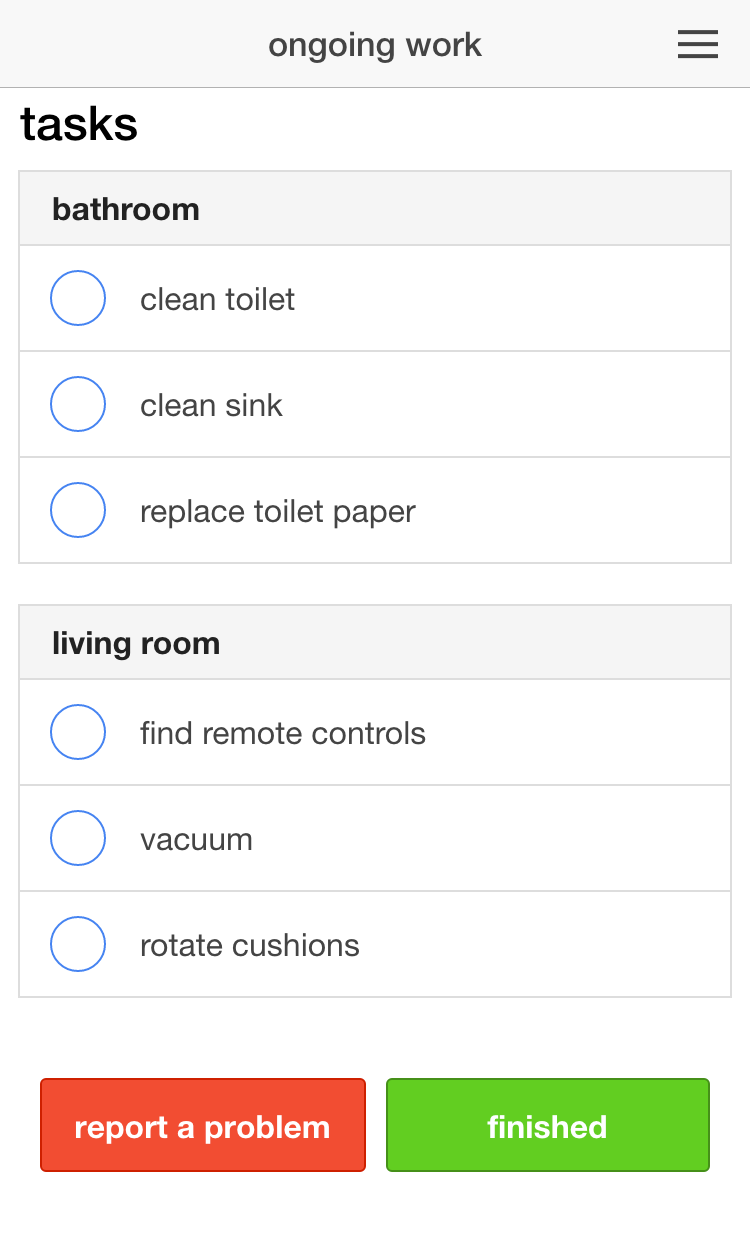 ongoing work
tasks
bathroom
clean toilet
clean sink
replace toilet paper
living room
find remote controls
vacuum
rotate cushions
report a problem
finished